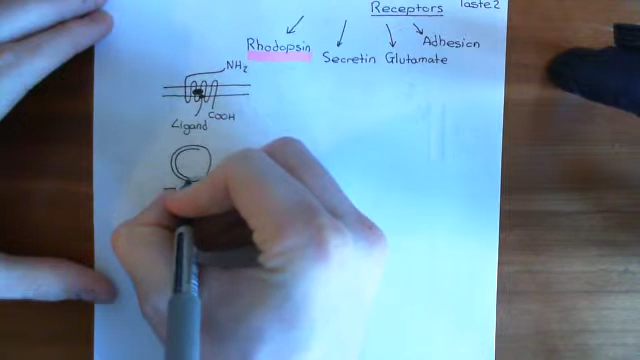 Receptors Taste2
Rhodopsin Secretin Glutamate Adhesion
NH2
COOH
Ligand